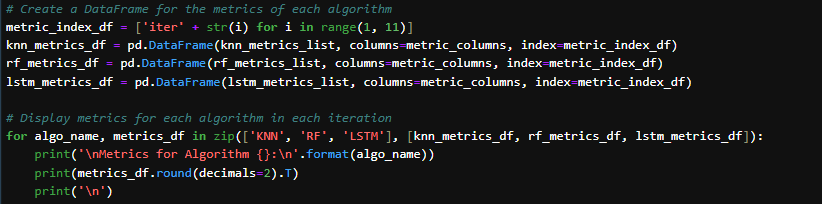 # Create a DataFrame for the metrics of each algorithm
metric_index_df = ['iter' + str(i) for i in range(1, 11)]
knn_metrics_df = pd.DataFrame(knn_metrics_list, columns=metric_columns, index=metric_index_df)
rf_metrics_df = pd.DataFrame(rf_metrics_list, columns=metric_columns, index=metric_index_df)
lstm_metrics_df = pd.DataFrame(lstm_metrics_list, columns=metric_columns, index=metric_index_df)

# Display metrics for each algorithm in each iteration
for algo_name, metrics_df in zip(['KNN', 'RF', 'LSTM'], [knn_metrics_df, rf_metrics_df, lstm_metrics_df]):
    print('\nMetrics for Algorithm {}:\n'.format(algo_name))
    print(metrics_df.round(decimals=2).T)
    print('\n')